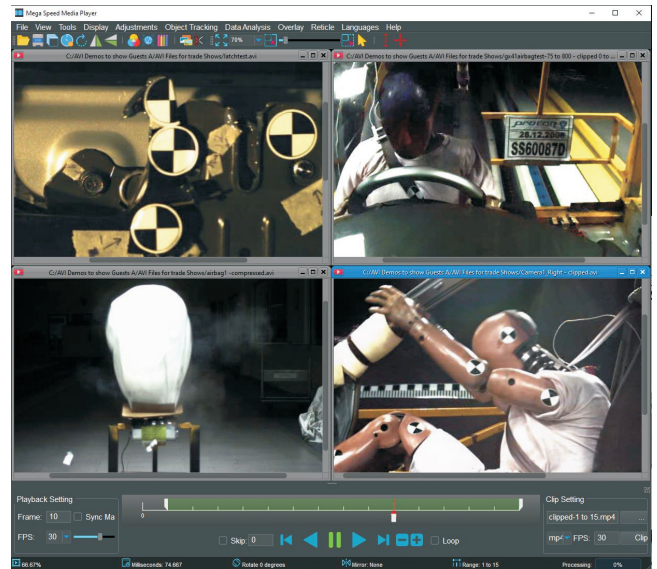 Mega Speed Media Player
File View Tools Display Adjustments Object Tracking Data Analysis Overlay Reticle Languages Help
70%
C:/AVI Demos to show Guests A/AVI Files for trade Shows/latchtest.avi
C:/AVI Demos to show Guests A/AVI Files for trade Shows/gx41airbagtest-75 to 800 - clipped 0 to ...
28.12.2006
SS60087D
C:/AVI Demos to show Guests A/AVI Files for trade Shows/airbag1 -compressed.avi
C:/AVI Demos to show Guests A/AVI Files for trade Shows/Camera1_Right - clipped.avi
Playback Setting
Clip Setting
0
Frame: 10 Sync Ma
clipped-1 to 15.mp4 ...
FPS: 30
Skip: 0
Loop
mp4 FPS: 30 Clip
66.67%
Milliseconds: 74.667
Rotate 0 degrees
Mirror: None
Range: 1 to 15
Processing: 0%